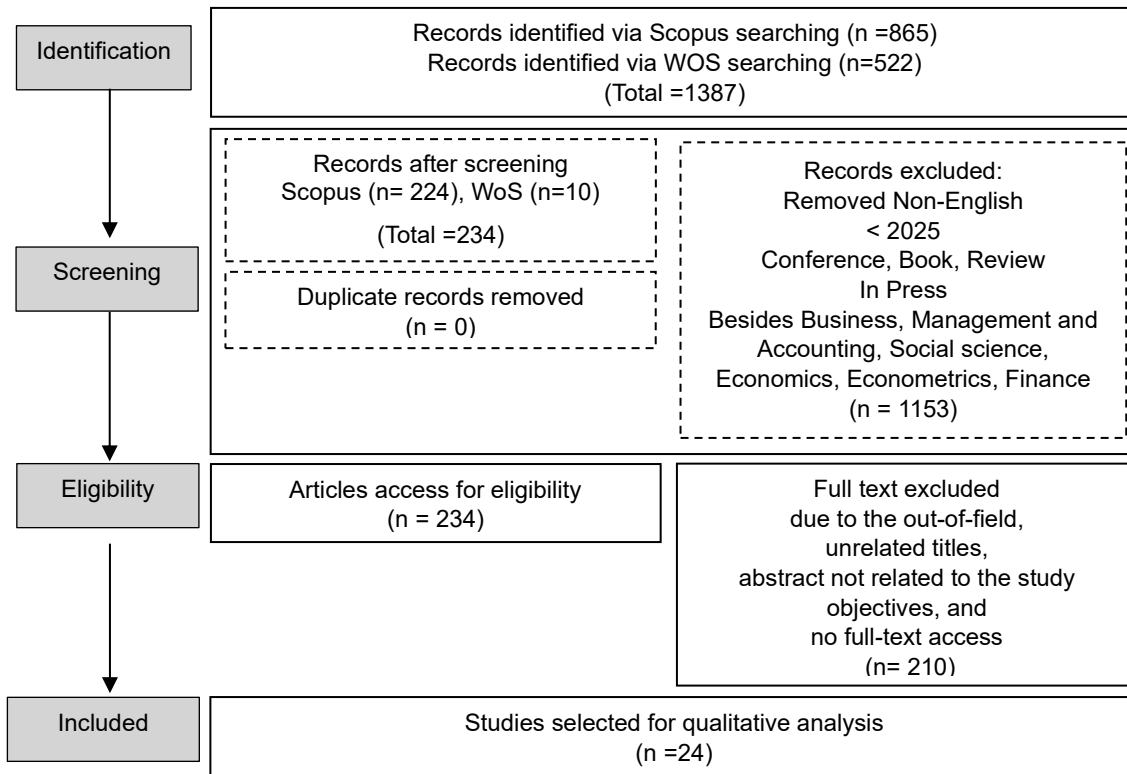 Identification
Records identified via Scopus searching (n =865)
Records identified via WOS searching (n=522)
(Total =1387)
Screening
Records after screening
Scopus (n= 224), WoS (n=10)
(Total =234)
Duplicate records removed
(n = 0)
Records excluded:
Removed Non-English
< 2025
Conference, Book, Review
In Press
Besides Business, Management and
Accounting, Social science,
Economics, Econometrics, Finance
(n = 1153)
Eligibility
Articles access for eligibility
(n = 234)
Full text excluded
due to the out-of-field,
unrelated titles,
abstract not related to the study
objectives, and
no full-text access
(n= 210)
Included
Studies selected for qualitative analysis
(n =24)